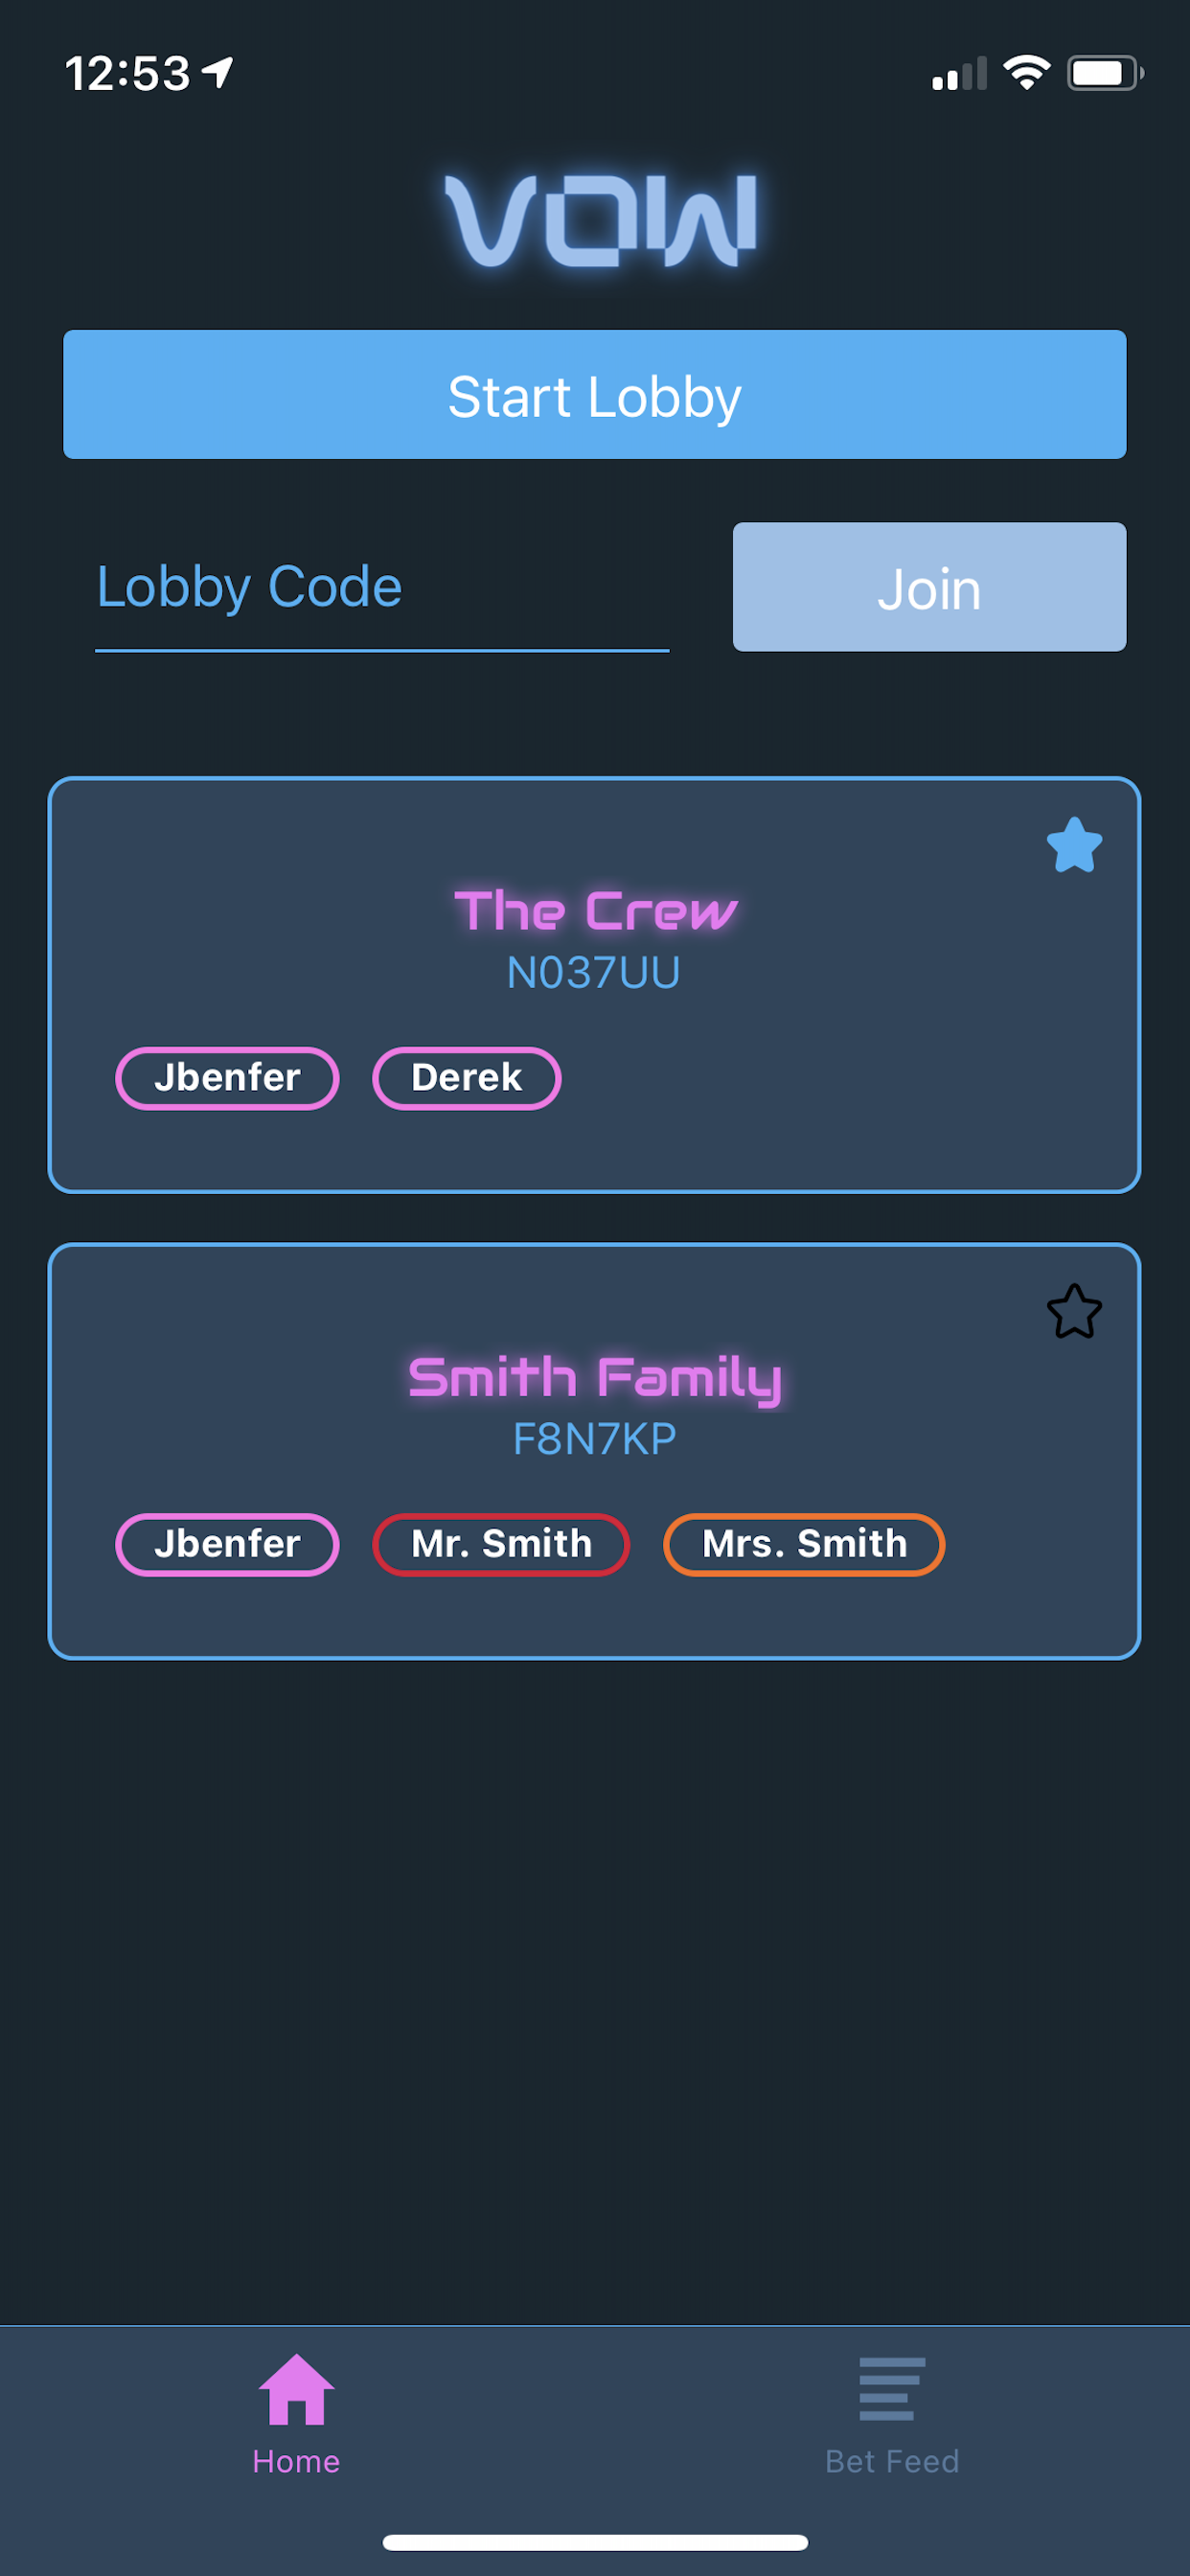 12:53
VOW
Start Lobby
Lobby Code
Join
The Crew
N037UU
Jbenfer Derek
Smith Family
F8N7KP
Jbenfer Mr. Smith Mrs. Smith
Home Bet Feed